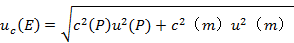 u_c(E) = √(c²(P)u²(P) + c²（m）u²（m）)